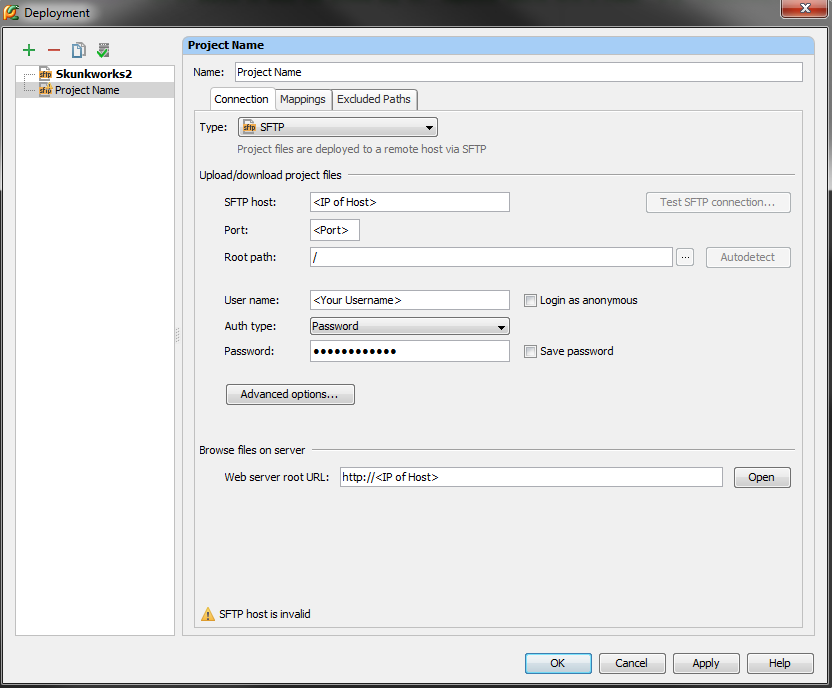 Deployment
Skunkworks2
Project Name
Project Name
Name: Project Name
Connection Mappings Excluded Paths
Type: SFTP
Project files are deployed to a remote host via SFTP
Upload/download project files
SFTP host: <IP of Host> Test SFTP connection...
Port: <Port>
Root path: / ... Autodetect
User name: <Your Username> Login as anonymous
Auth type: Password
Password: ●●●●●●●●●●●● Save password
Advanced options...
Browse files on server
Web server root URL: http://<IP of Host> Open
SFTP host is invalid
OK Cancel Apply Help